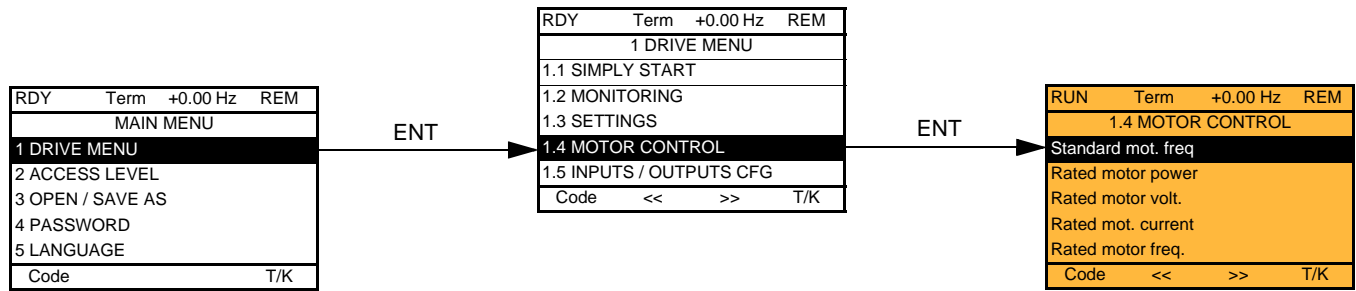 RDY Term +0.00 Hz REM
MAIN MENU
1 DRIVE MENU
2 ACCESS LEVEL
3 OPEN / SAVE AS
4 PASSWORD
5 LANGUAGE
Code T/K
ENT
RDY Term +0.00 Hz REM
1 DRIVE MENU
1.1 SIMPLY START
1.2 MONITORING
1.3 SETTINGS
1.4 MOTOR CONTROL
1.5 INPUTS / OUTPUTS CFG
Code << >> T/K
ENT
RUN Term +0.00 Hz REM
1.4 MOTOR CONTROL
Standard mot. freq
Rated motor power
Rated motor volt.
Rated mot. current
Rated motor freq.
Code << >> T/K